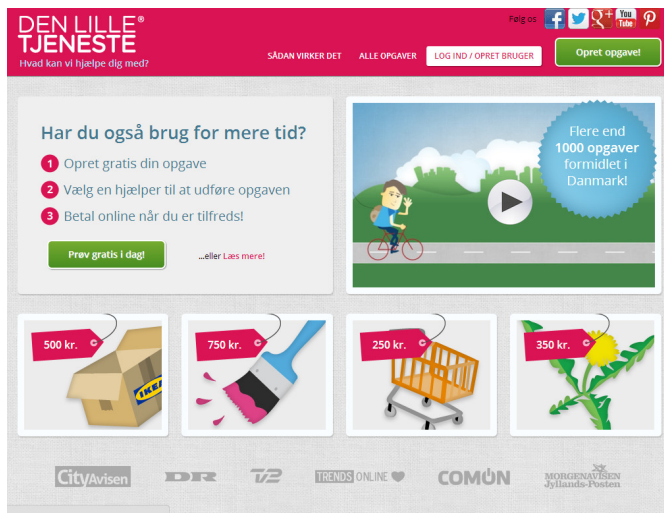 DEN LILLE®
TJENESTE
Hvad kan vi hjælpe dig med?
Følg os
You
Tube
SÅDAN VIRKER DET
ALLE OPGAVER
LOG IND / OPRET BRUGER
Opret opgave!
Har du også brug for mere tid?
1 Opret gratis din opgave
2 Vælg en hjælper til at udføre opgaven
3 Betal online når du er tilfreds!
Prøv gratis i dag!
...eller Læs mere!
Flere end
1000 opgaver
formidlet i
Danmark!
500 kr.
IKEA
750 kr.
250 kr.
350 kr.
CityAvisen
DR
TV2
TRENDS ONLINE
COMON
MORGENAVISEN
Jyllands-Posten